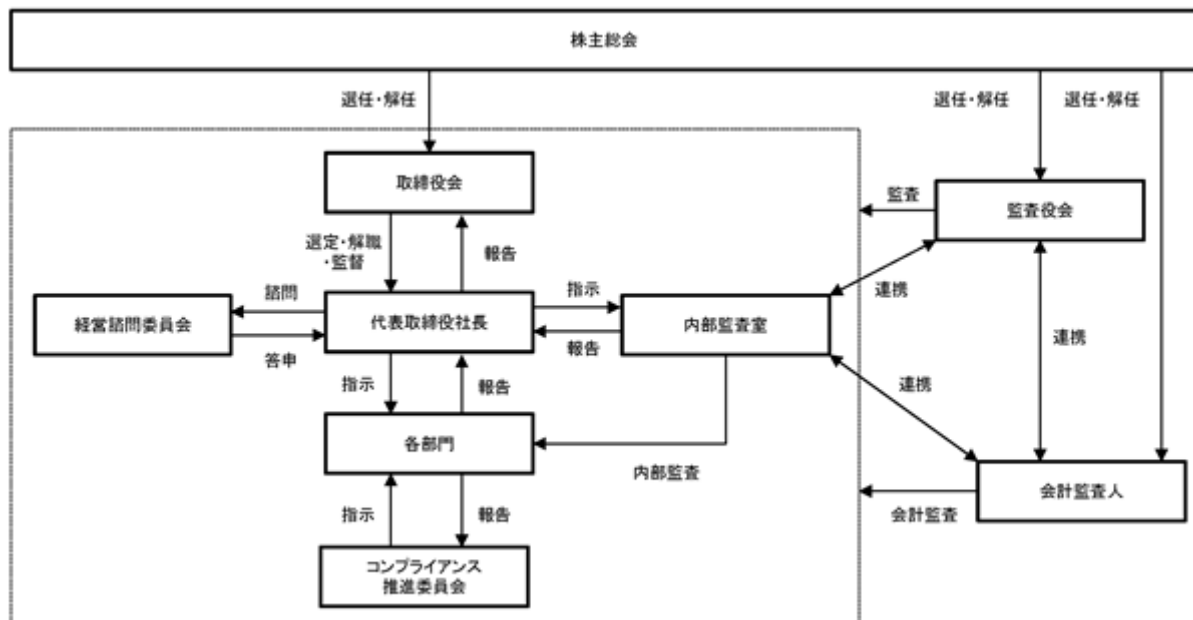 株主総会
選任・解任
選任・解任
選任・解任
取締役会
監査
監査役会
選定・解職
・監督
報告
諮問
指示
連携
経営諮問委員会
代表取締役社長
内部監査室
答申
報告
連携
指示
報告
連携
各部門
内部監査
会計監査人
指示
報告
会計監査
コンプライアンス
推進委員会